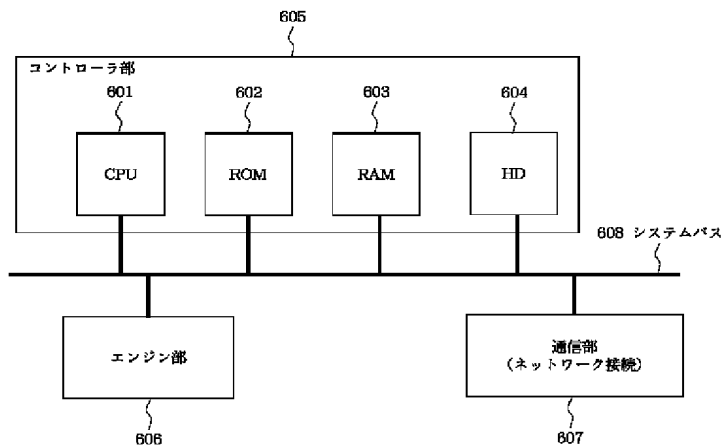 605
コントローラ部
601
602
603
604
CPU
ROM
RAM
HD
608 システムバス
エンジン部
通信部
(ネットワーク接続)
606
607